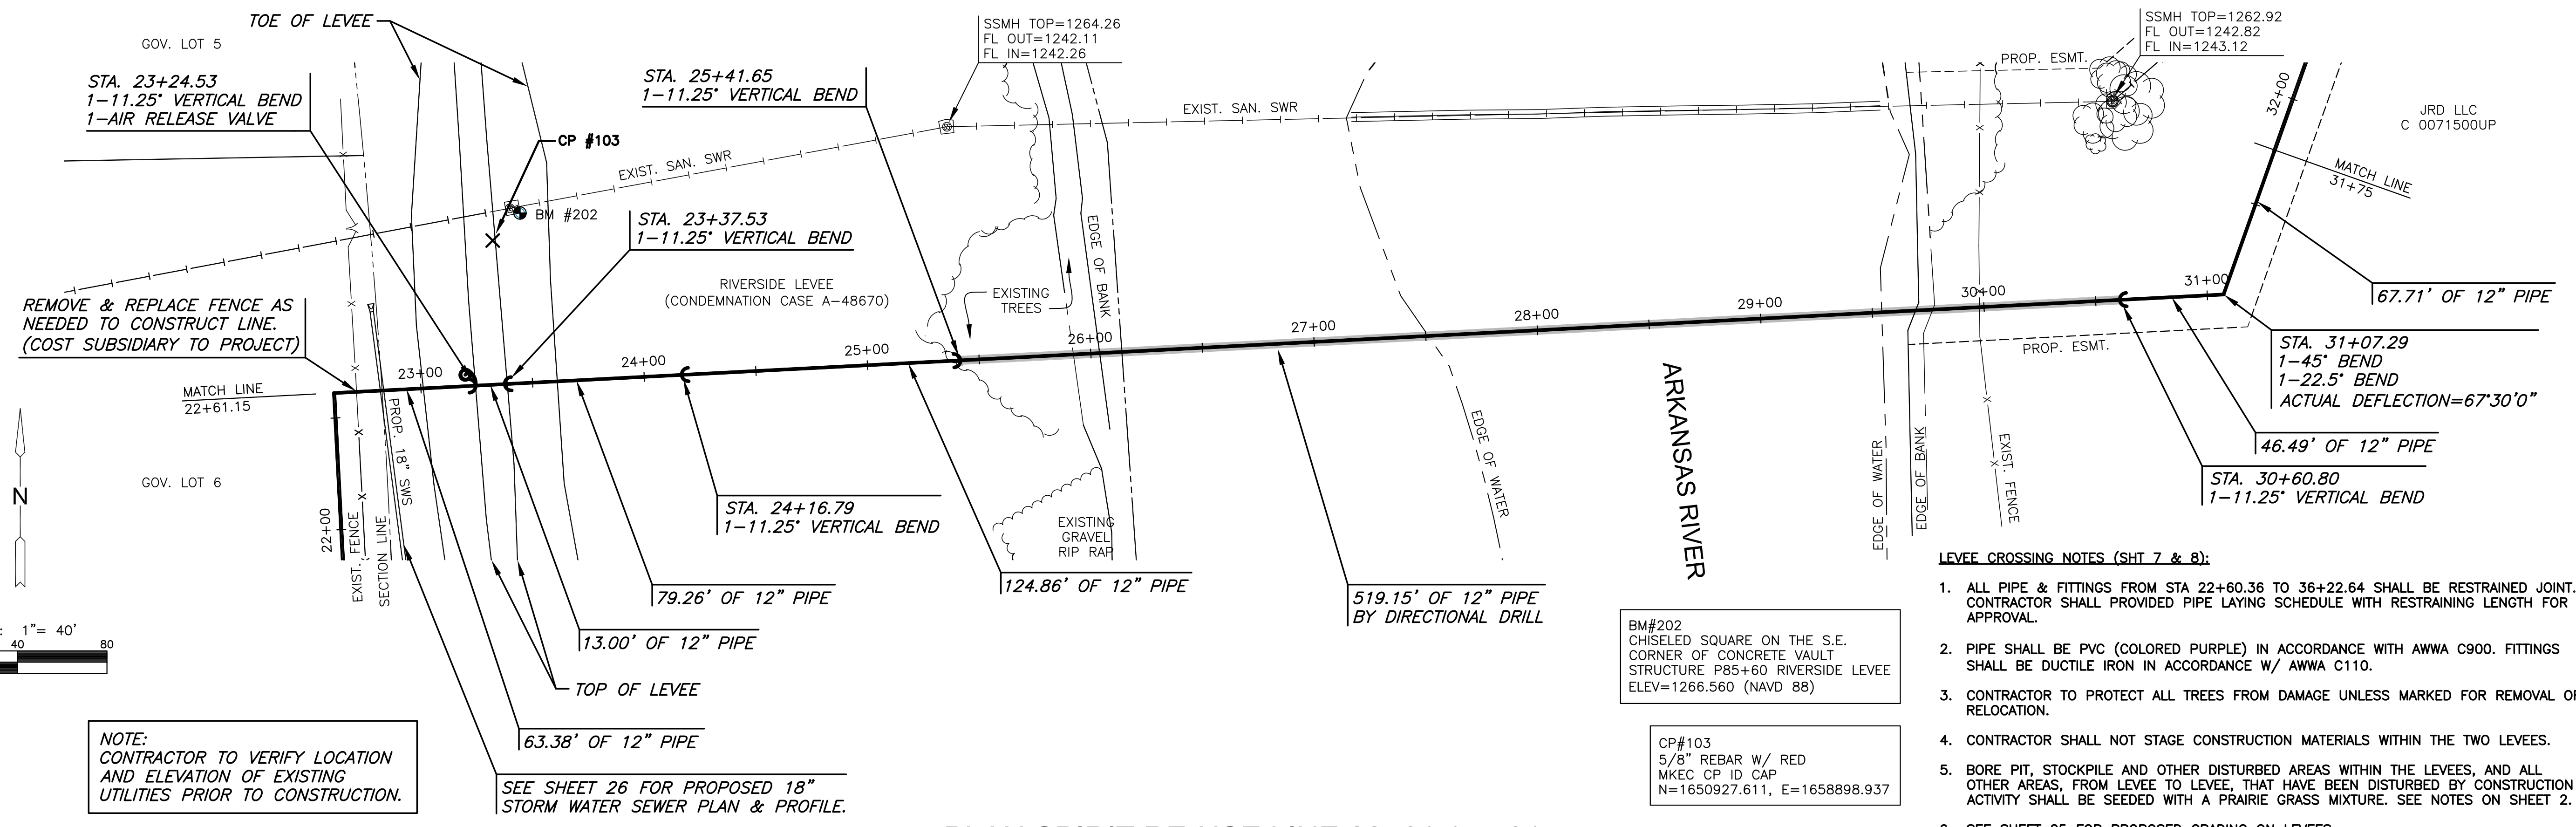 TOE OF LEVEE
GOV. LOT 5
STA. 23+24.53
1-11.25° VERTICAL BEND
1-AIR RELEASE VALVE
STA. 25+41.65
1-11.25° VERTICAL BEND
SSMH TOP=1264.26
FL OUT=1242.11
FL IN=1242.26
SSMH TOP=1262.92
FL OUT=1242.82
FL IN=1243.12
PROP. ESMT.
EXIST. SAN. SWR
32+00
JRD LLC
C 0071500UP
MATCH LINE
31+75
CP #103
EXIST. SAN. SWR
BM #202
STA. 23+37.53
1-11.25° VERTICAL BEND
RIVERSIDE LEVEE
(CONDEMNATION CASE A-48670)
EXISTING
TREES
EDGE OF BANK
REMOVE & REPLACE FENCE AS
NEEDED TO CONSTRUCT LINE.
(COST SUBSIDIARY TO PROJECT)
67.71' OF 12" PIPE
23+00
24+00
25+00
26+00
27+00
28+00
29+00
30+00
31+00
MATCH LINE
22+61.15
PROP. ESMT.
STA. 31+07.29
1-45° BEND
1-22.5° BEND
ACTUAL DEFLECTION=67°30'0"
46.49' OF 12" PIPE
STA. 30+60.80
1-11.25° VERTICAL BEND
N
GOV. LOT 6
22+00
EXIST. FENCE
SECTION LINE
PROP. 18" SWS
STA. 24+16.79
1-11.25° VERTICAL BEND
EXISTING
GRAVEL
RIP RAP
EDGE OF WATER
ARKANSAS RIVER
EDGE OF WATER
EDGE OF BANK
EXIST. FENCE
79.26' OF 12" PIPE
124.86' OF 12" PIPE
519.15' OF 12" PIPE
BY DIRECTIONAL DRILL
13.00' OF 12" PIPE
TOP OF LEVEE
63.38' OF 12" PIPE
SEE SHEET 26 FOR PROPOSED 18"
STORM WATER SEWER PLAN & PROFILE.
: 1"= 40'
40 80
NOTE:
CONTRACTOR TO VERIFY LOCATION
AND ELEVATION OF EXISTING
UTILITIES PRIOR TO CONSTRUCTION.
BM#202
CHISELED SQUARE ON THE S.E.
CORNER OF CONCRETE VAULT
STRUCTURE P85+60 RIVERSIDE LEVEE
ELEV=1266.560 (NAVD 88)
CP#103
5/8" REBAR W/ RED
MKEC CP ID CAP
N=1650927.611, E=1658898.937
LEVEE CROSSING NOTES (SHT 7 & 8):
1. ALL PIPE & FITTINGS FROM STA 22+60.36 TO 36+22.64 SHALL BE RESTRAINED JOINT.
CONTRACTOR SHALL PROVIDED PIPE LAYING SCHEDULE WITH RESTRAINING LENGTH FOR
APPROVAL.
2. PIPE SHALL BE PVC (COLORED PURPLE) IN ACCORDANCE WITH AWWA C900. FITTINGS
SHALL BE DUCTILE IRON IN ACCORDANCE W/ AWWA C110.
3. CONTRACTOR TO PROTECT ALL TREES FROM DAMAGE UNLESS MARKED FOR REMOVAL OR
RELOCATION.
4. CONTRACTOR SHALL NOT STAGE CONSTRUCTION MATERIALS WITHIN THE TWO LEVEES.
5. BORE PIT, STOCKPILE AND OTHER DISTURBED AREAS WITHIN THE LEVEES, AND ALL
OTHER AREAS, FROM LEVEE TO LEVEE, THAT HAVE BEEN DISTURBED BY CONSTRUCTION
ACTIVITY SHALL BE SEEDED WITH A PRAIRIE GRASS MIXTURE. SEE NOTES ON SHEET 2.